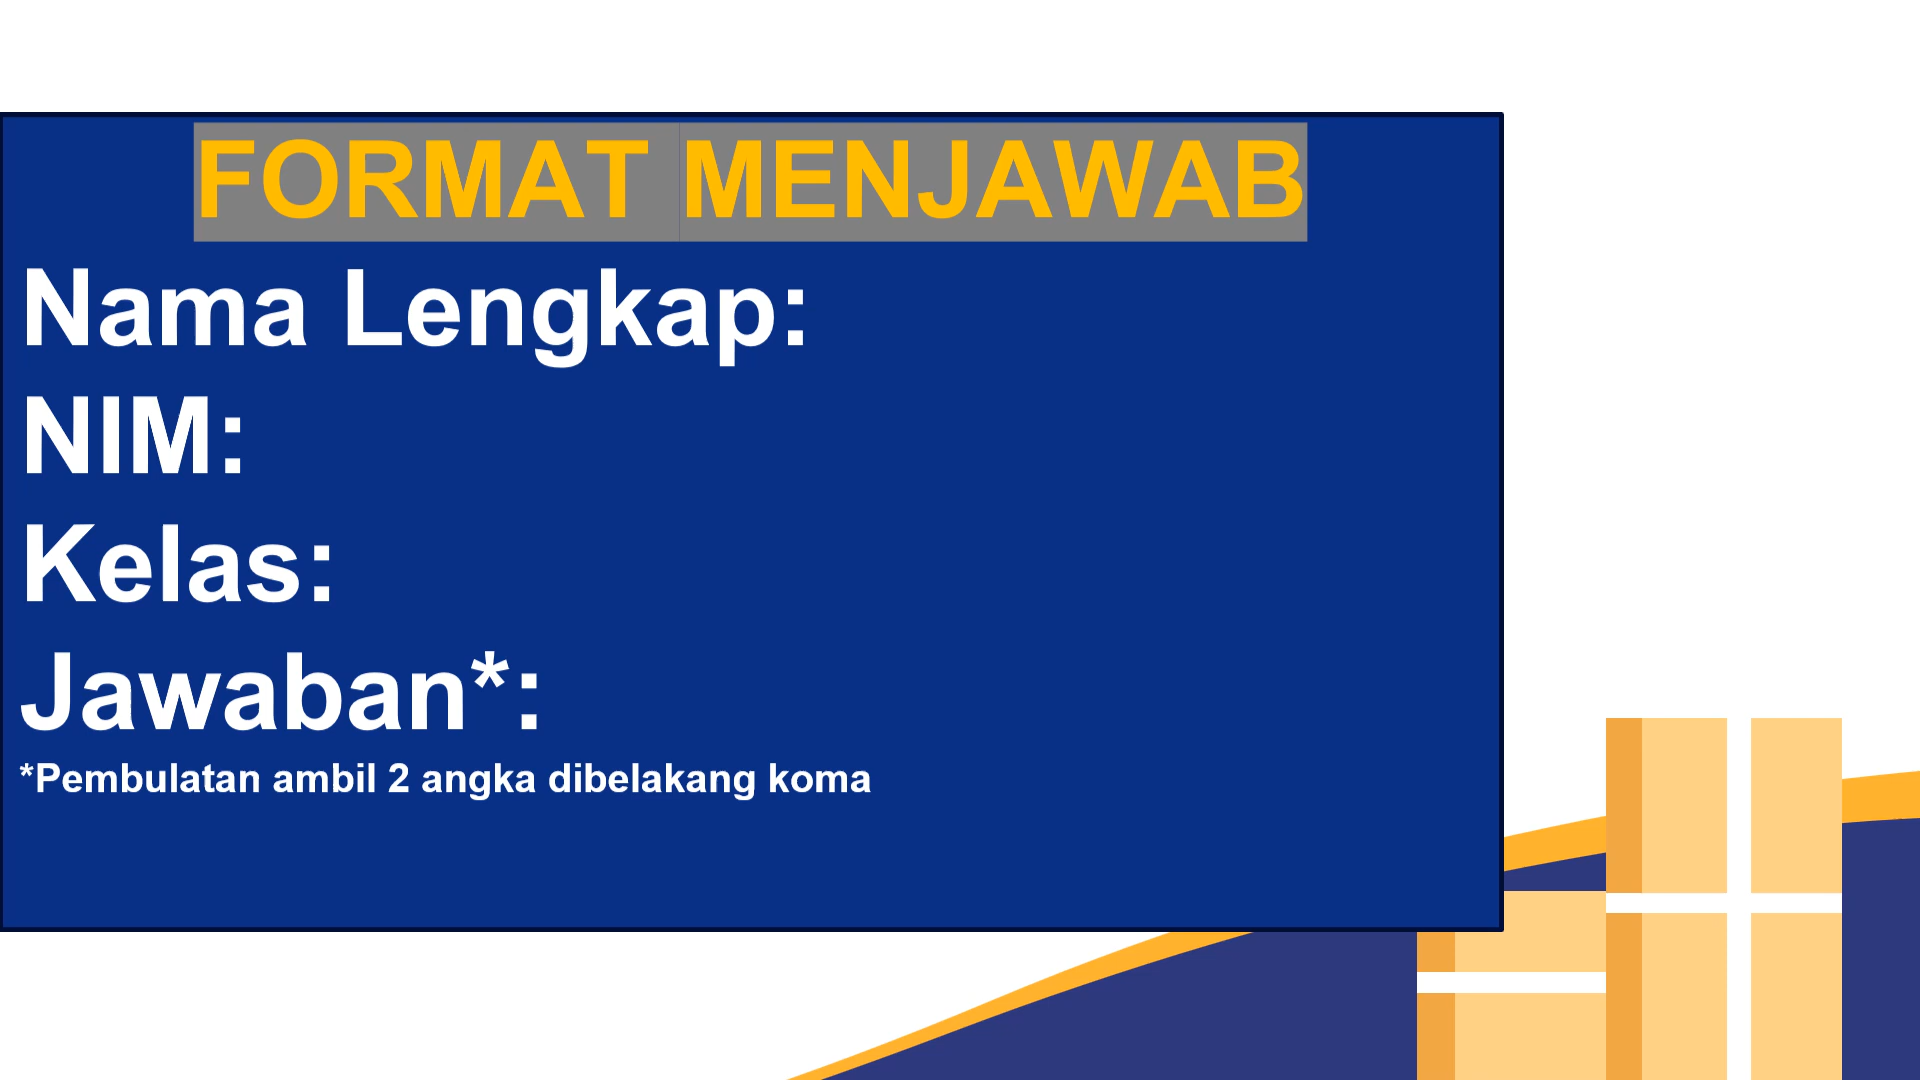 FORMAT MENJAWAB
Nama Lengkap:
NIM:
Kelas:
Jawaban*:
*Pembulatan ambil 2 angka dibelakang koma